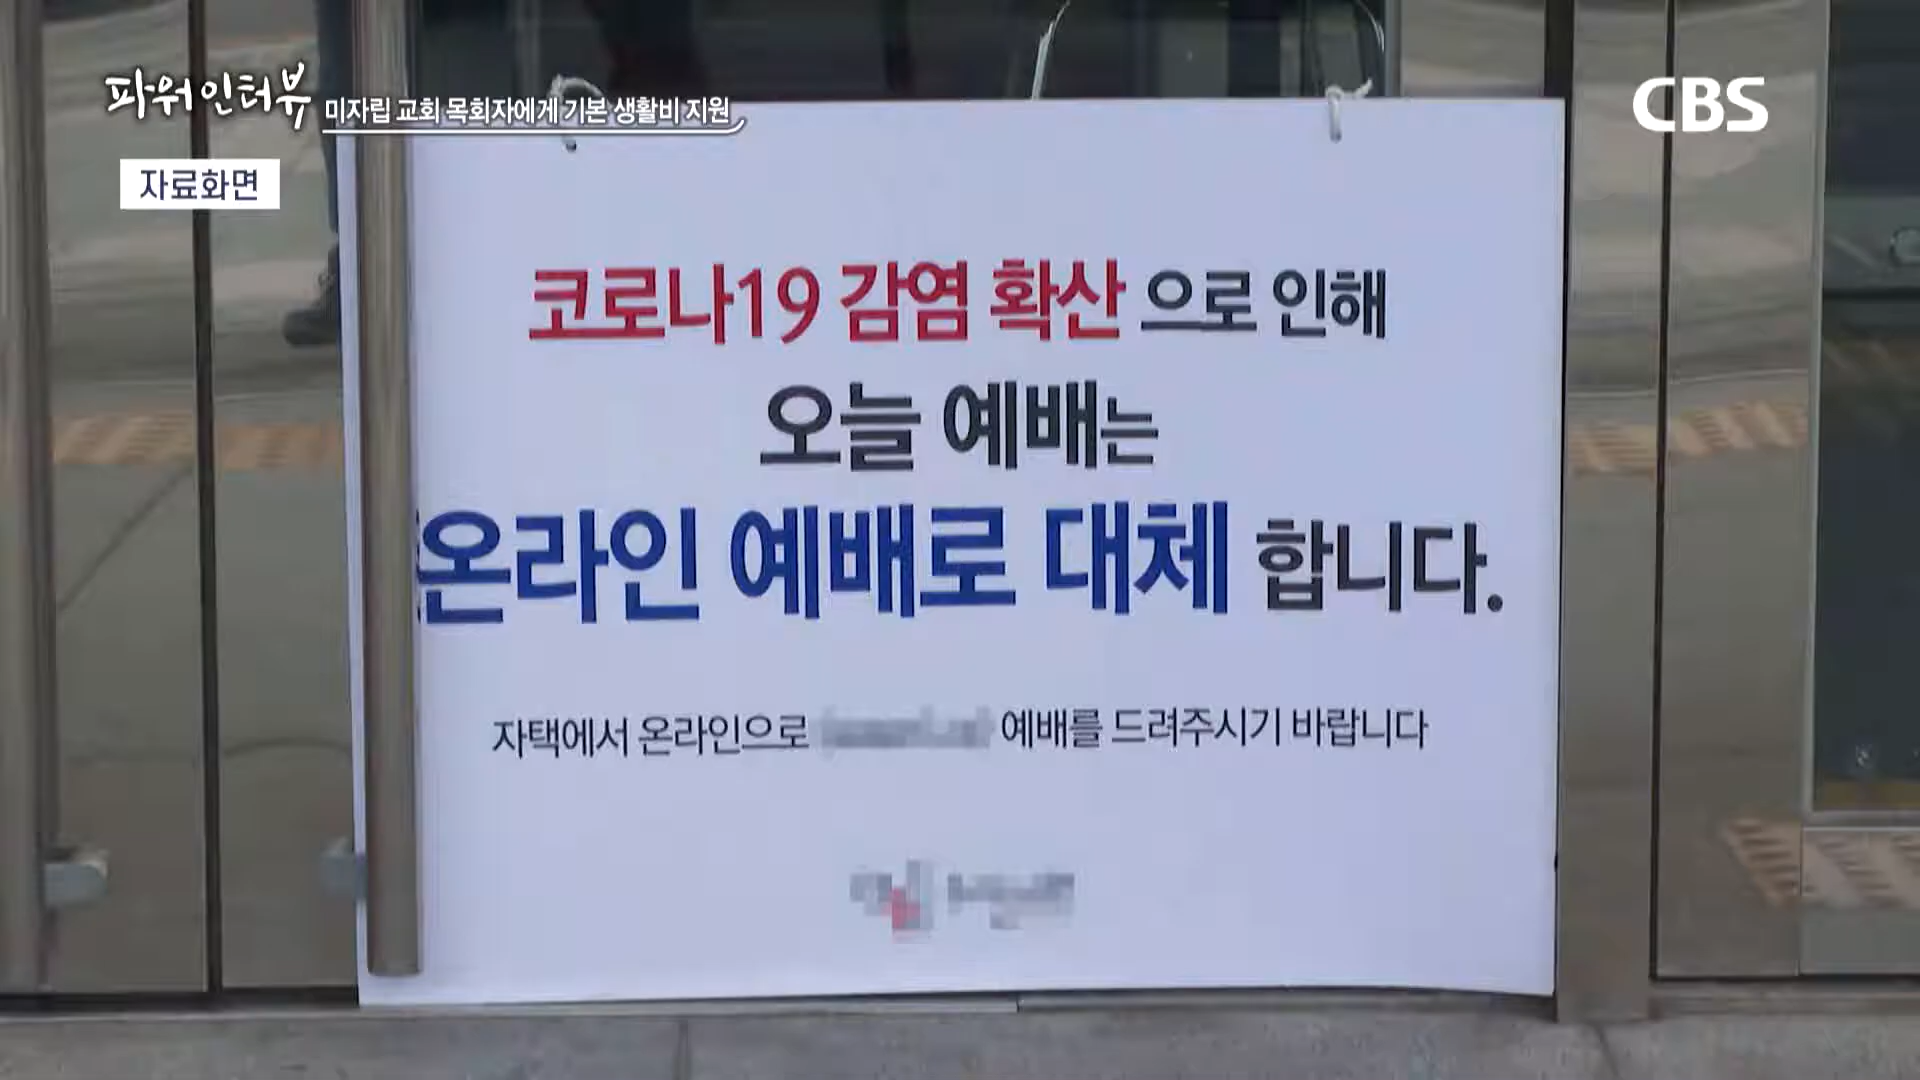 파워인터뷰 미자립 교회 목회자에게 기본 생활비 지원
CBS
자료화면
코로나19 감염 확산 으로 인해
오늘 예배는
온라인 예배로 대체 합니다.
자택에서 온라인으로 예배를 드려주시기 바랍니다